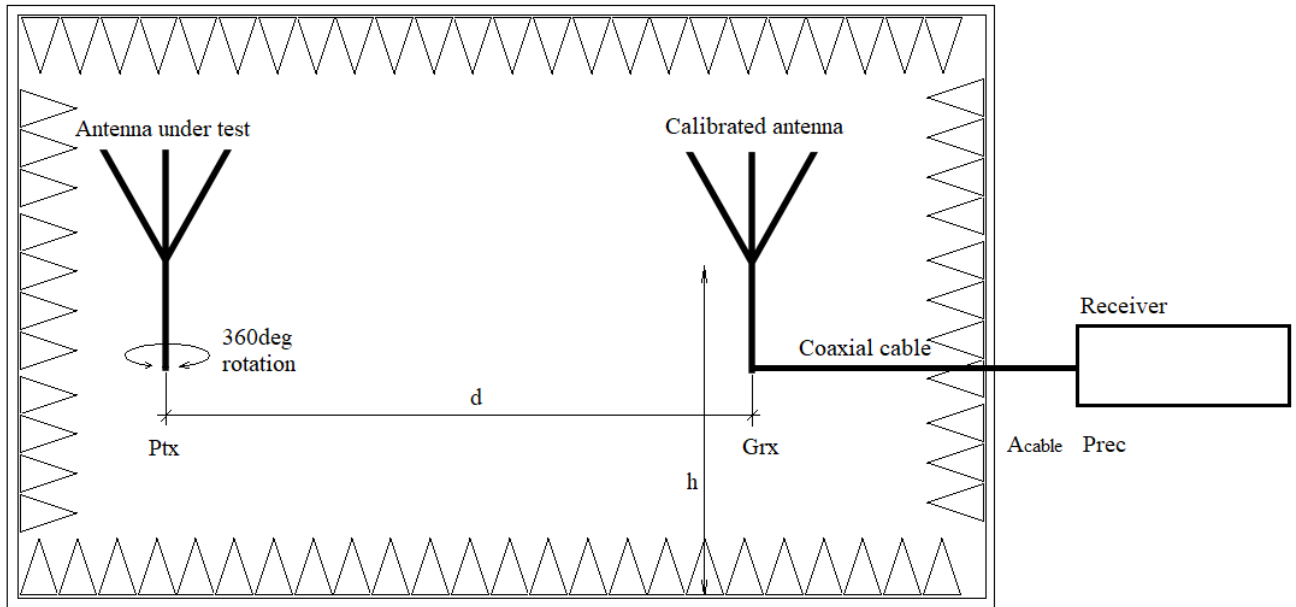 Antenna under test
Calibrated antenna
Receiver
360deg
rotation
Coaxial cable
d
Ptx
Grx
Acable
Prec
h